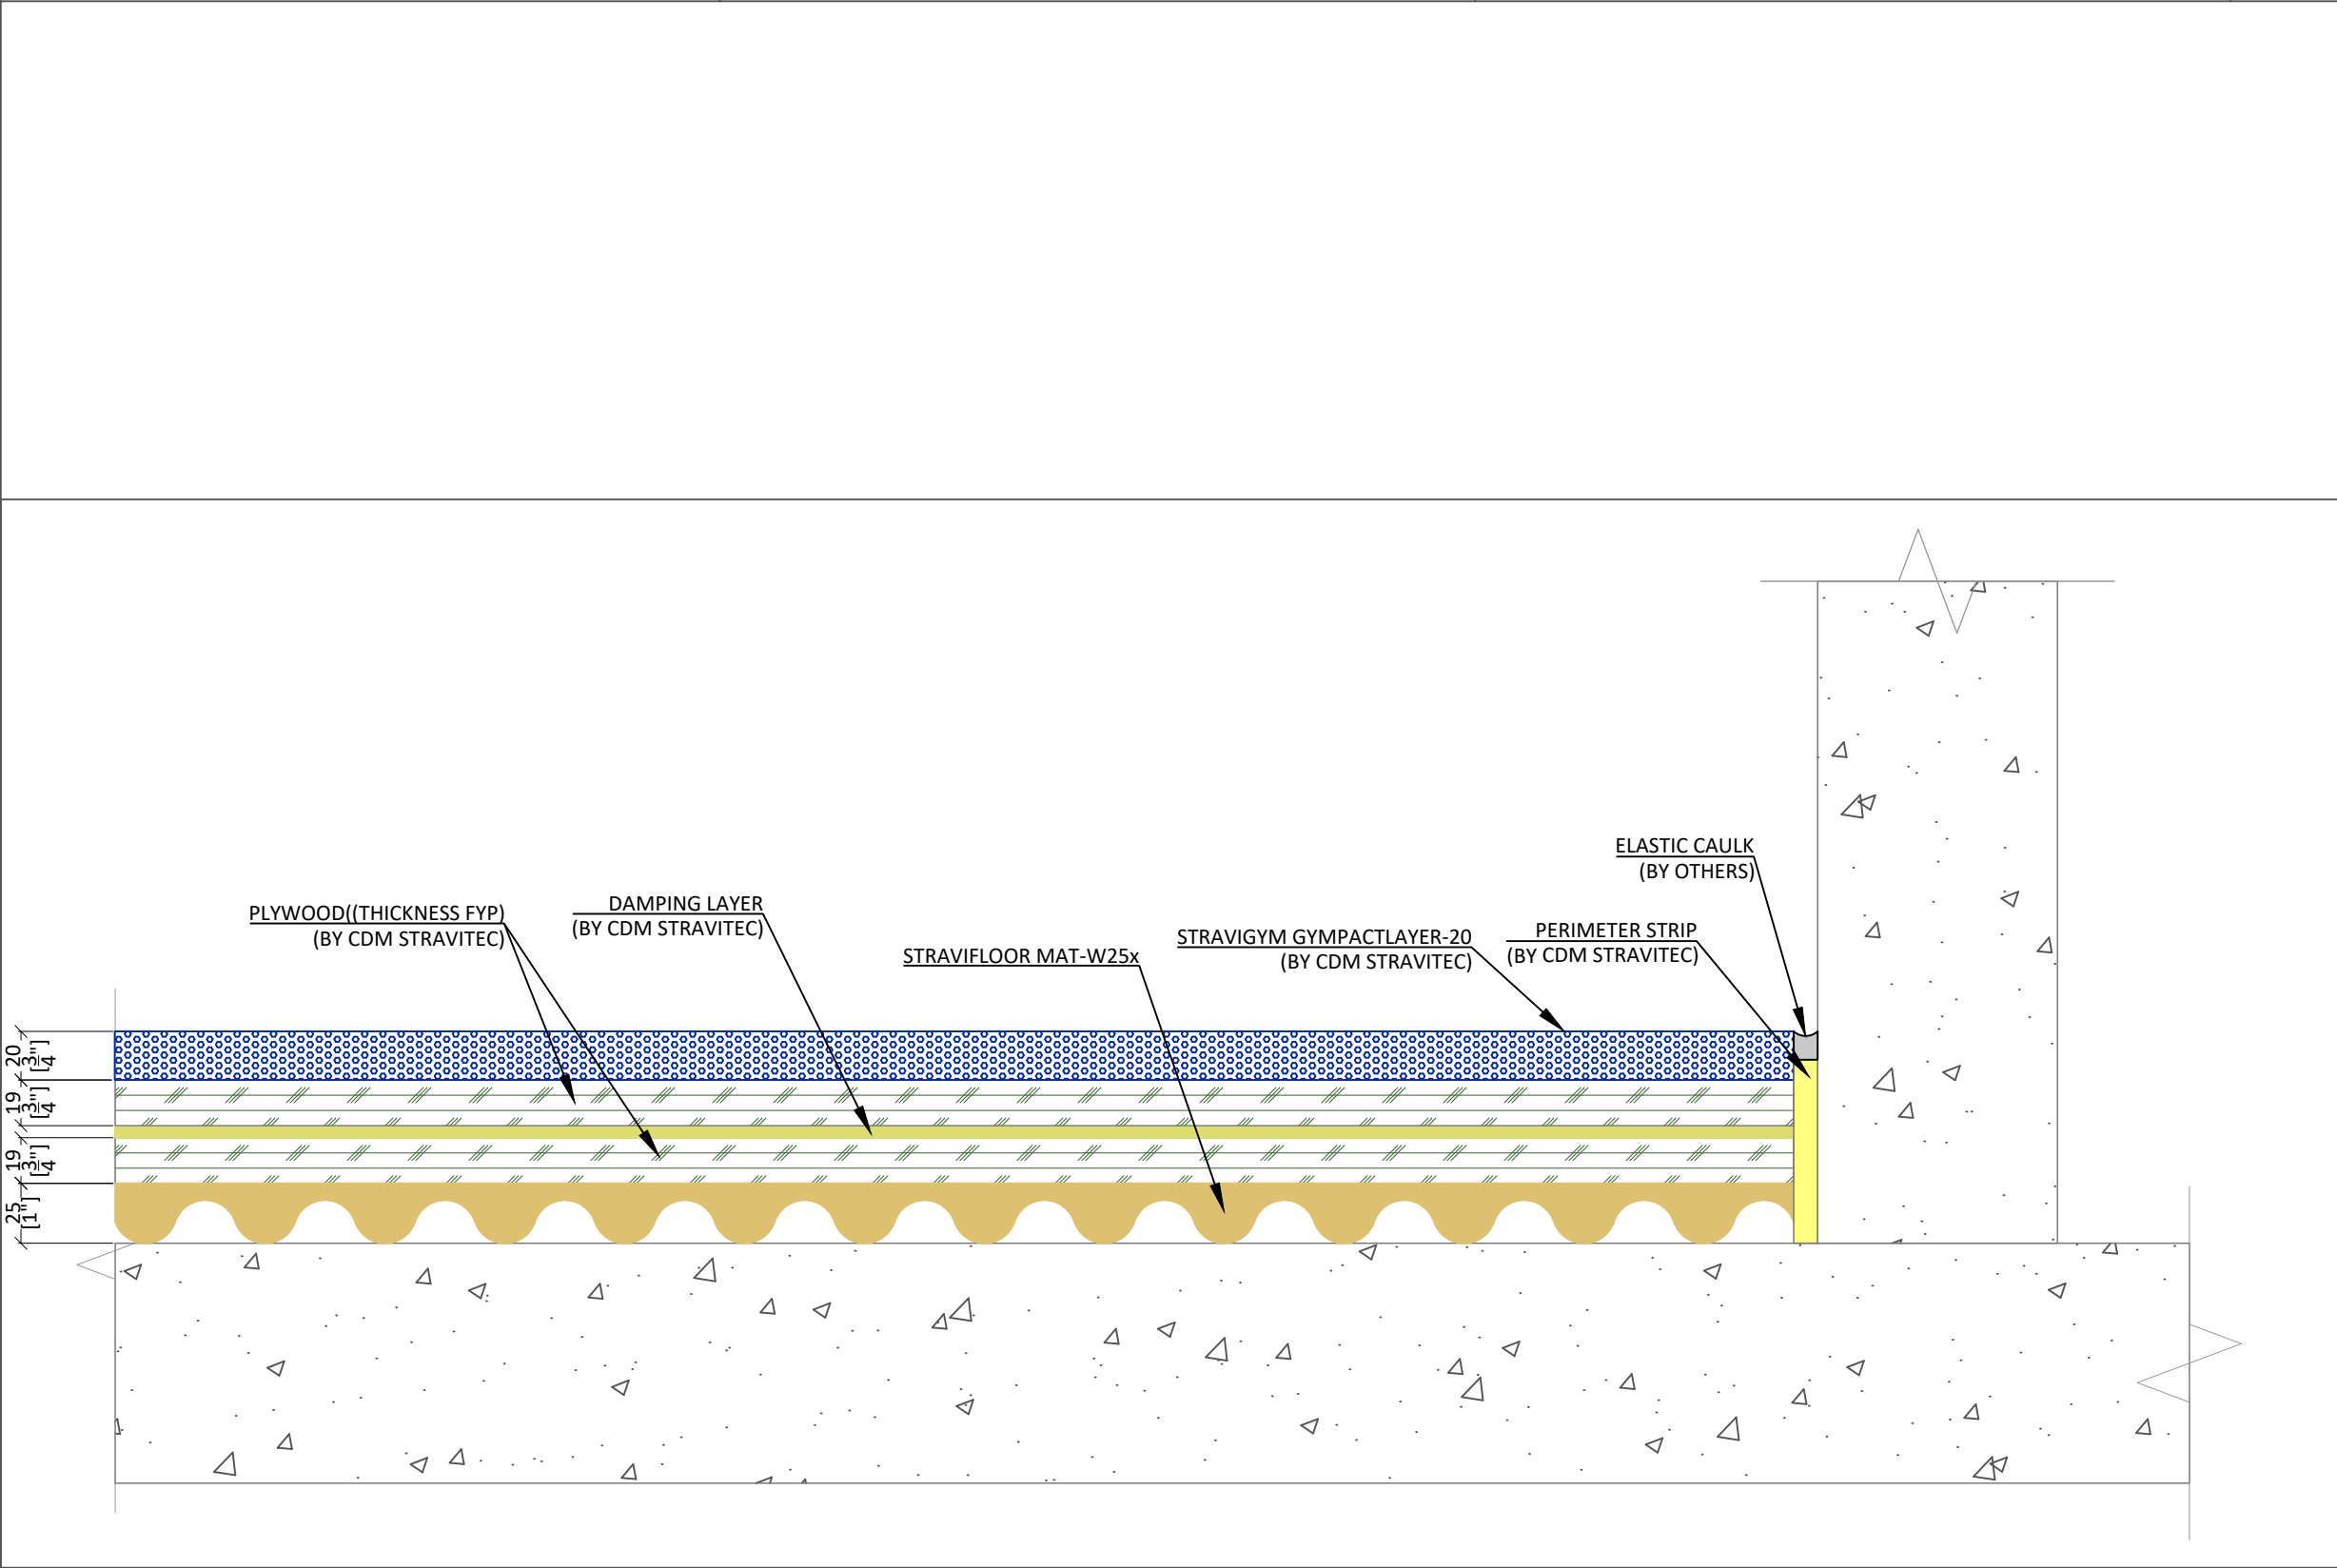 ELASTIC CAULK
(BY OTHERS)
PLYWOOD((THICKNESS FYP)
(BY CDM STRAVITEC)
DAMPING LAYER
(BY CDM STRAVITEC)
STRAVIFLOOR MAT-W25x
STRAVIGYM GYMPACTLAYER-20
(BY CDM STRAVITEC)
PERIMETER STRIP
(BY CDM STRAVITEC)
20
[3/4"]
19
[3/4"]
19
[3/4"]
25
[1"]